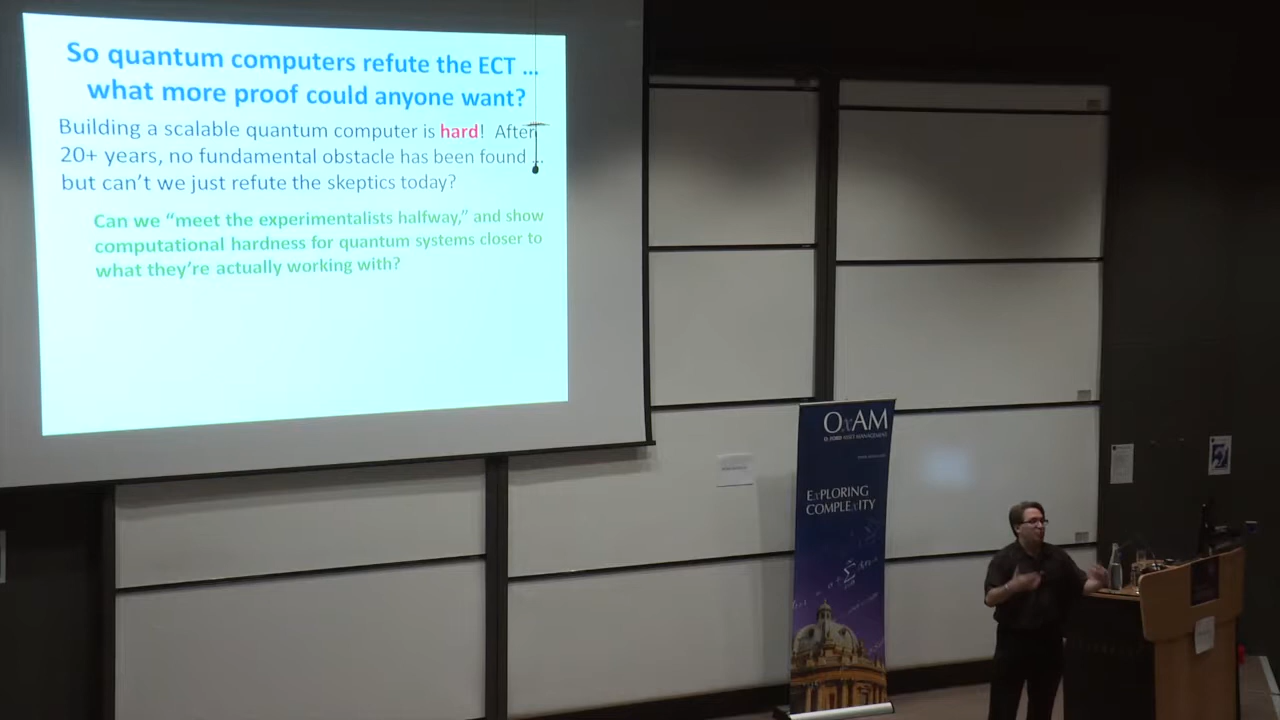 So quantum computers refute the ECT …
what more proof could anyone want?
Building a scalable quantum computer is hard! After
20+ years, no fundamental obstacle has been found …
but can't we just refute the skeptics today?
Can we “meet the experimentalists halfway,” and show
computational hardness for quantum systems closer to
what they're actually working with?
OxAM
OXFORD ASSET MANAGEMENT
ExPLORING
COMPLExITY